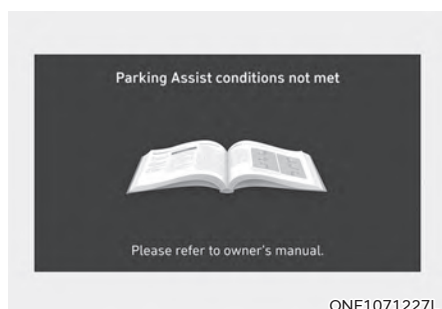 Parking Assist conditions not met
Please refer to owner's manual.
ONE1071227L